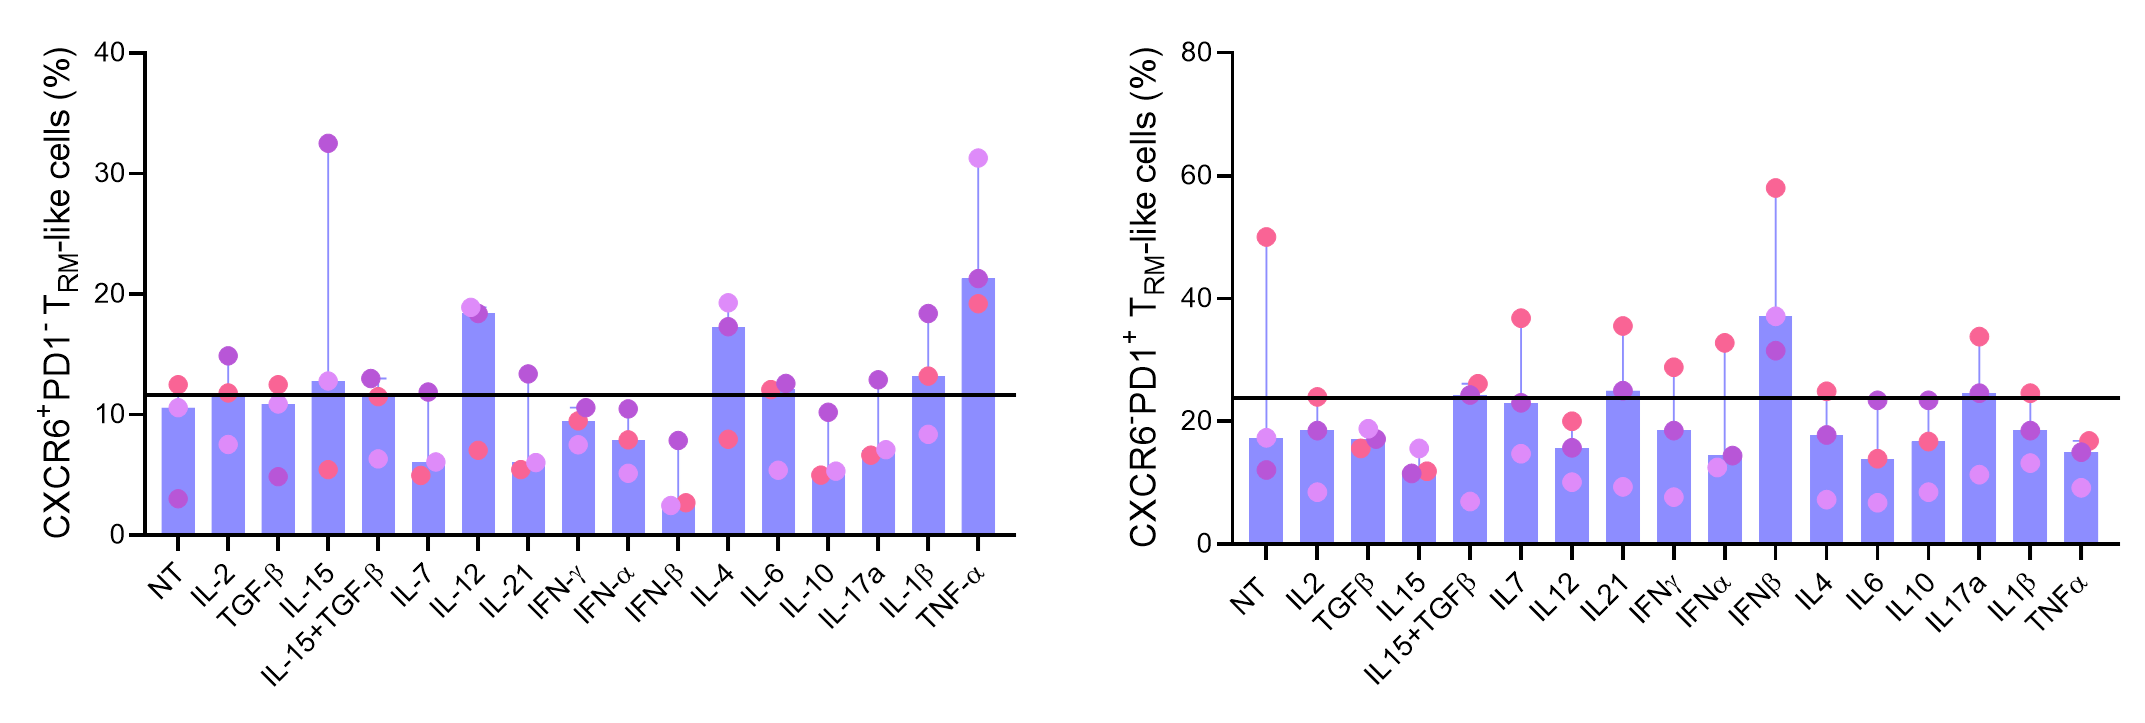 CXCR6⁺PD1⁻ TRM-like cells (%)
40
30
20
10
0
NT
IL-2
TGF-β
IL-15
IL-15+TGF-β
IL-7
IL-12
IL-21
IFN-γ
IFN-α
IFN-β
IL-4
IL-6
IL-10
IL-17a
IL-1β
TNF-α
CXCR6⁻PD1⁺ TRM-like cells (%)
80
60
40
20
0
NT
IL2
TGFβ
IL15
IL15+TGFβ
IL7
IL12
IL21
IFNγ
IFNα
IFNβ
IL4
IL6
IL10
IL17a
IL1β
TNFα